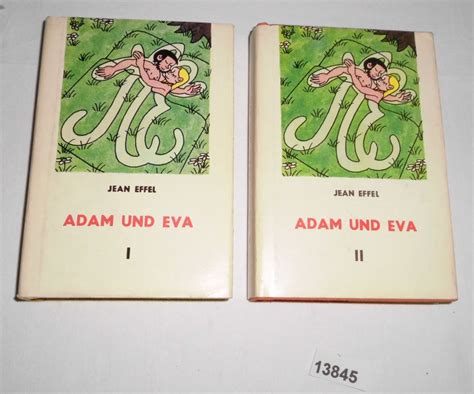 JEAN EFFEL
ADAM UND EVA
I
JEAN EFFEL
ADAM UND EVA
II
13845